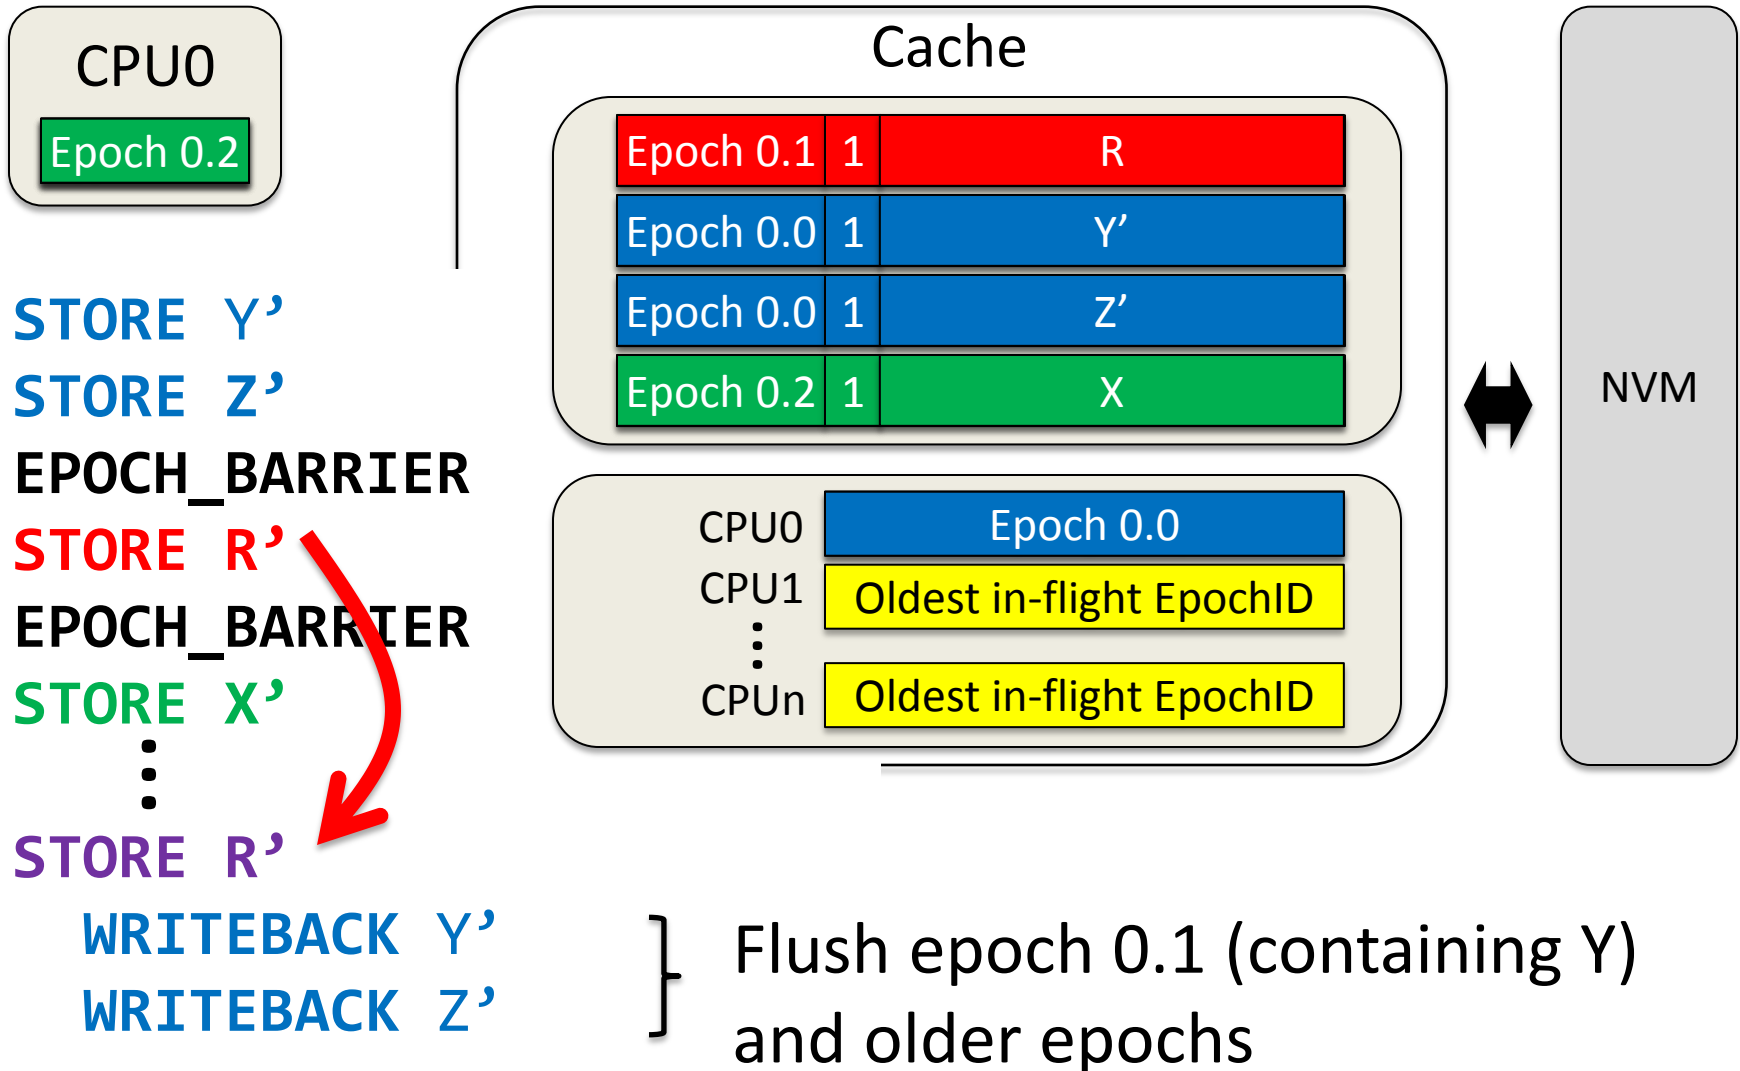 CPU0
Epoch 0.2
STORE Y’
STORE Z’
EPOCH_BARRIER
STORE R’
EPOCH_BARRIER
STORE X’
STORE R’
WRITEBACK Y’
WRITEBACK Z’
Cache
Epoch 0.1 1 R
Epoch 0.0 1 Y’
Epoch 0.0 1 Z’
Epoch 0.2 1 X
CPU0 Epoch 0.0
CPU1 Oldest in-flight EpochID
CPUn Oldest in-flight EpochID
NVM
Flush epoch 0.1 (containing Y)
and older epochs